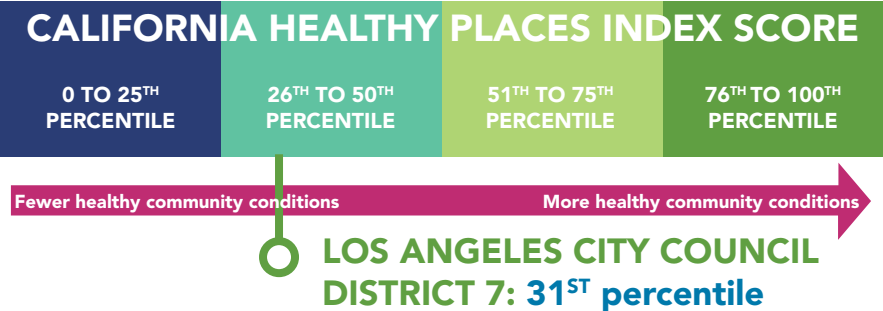 CALIFORNIA HEALTHY PLACES INDEX SCORE
0 TO 25TH
PERCENTILE
26TH TO 50TH
PERCENTILE
51ST TO 75TH
PERCENTILE
76TH TO 100TH
PERCENTILE
Fewer healthy community conditions
More healthy community conditions
LOS ANGELES CITY COUNCIL
DISTRICT 7: 31ST percentile